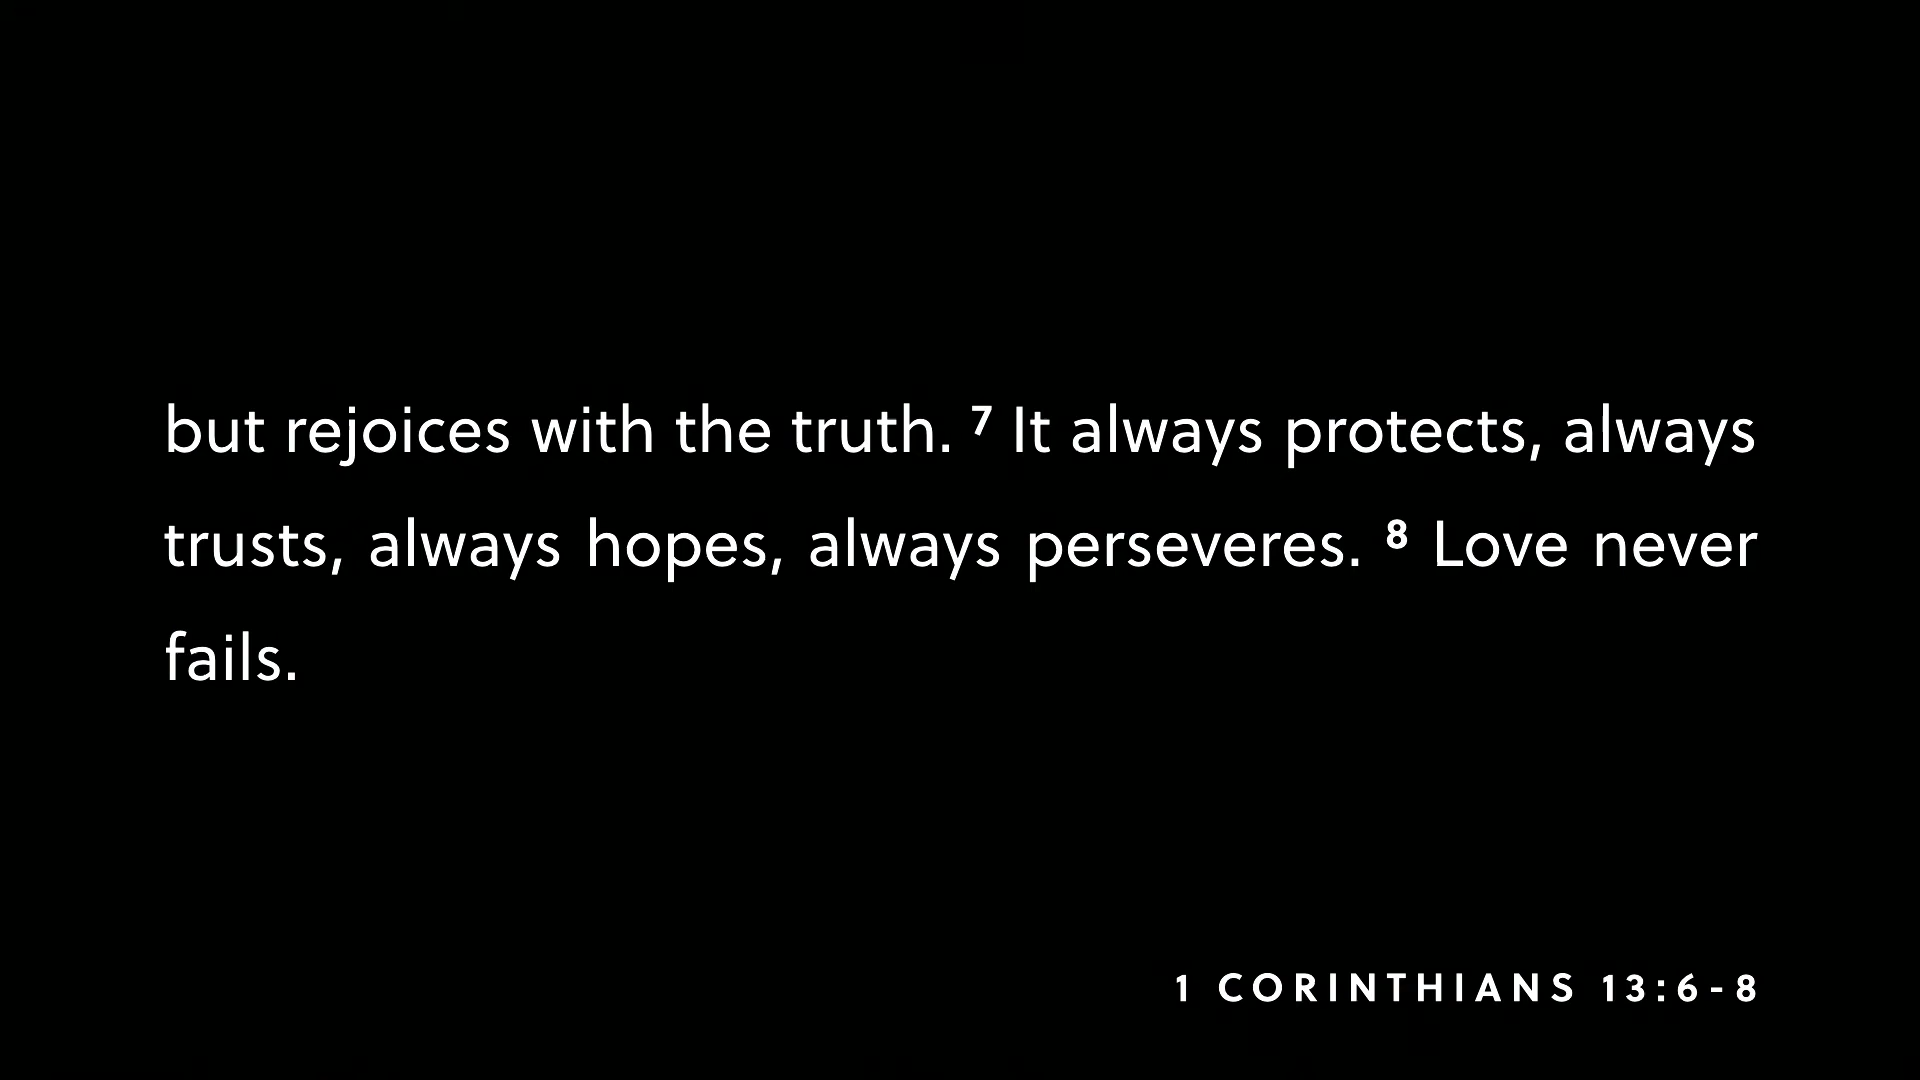 but rejoices with the truth. ⁷ It always protects, always
trusts, always hopes, always perseveres. ⁸ Love never
fails.
1 CORINTHIANS 13:6-8